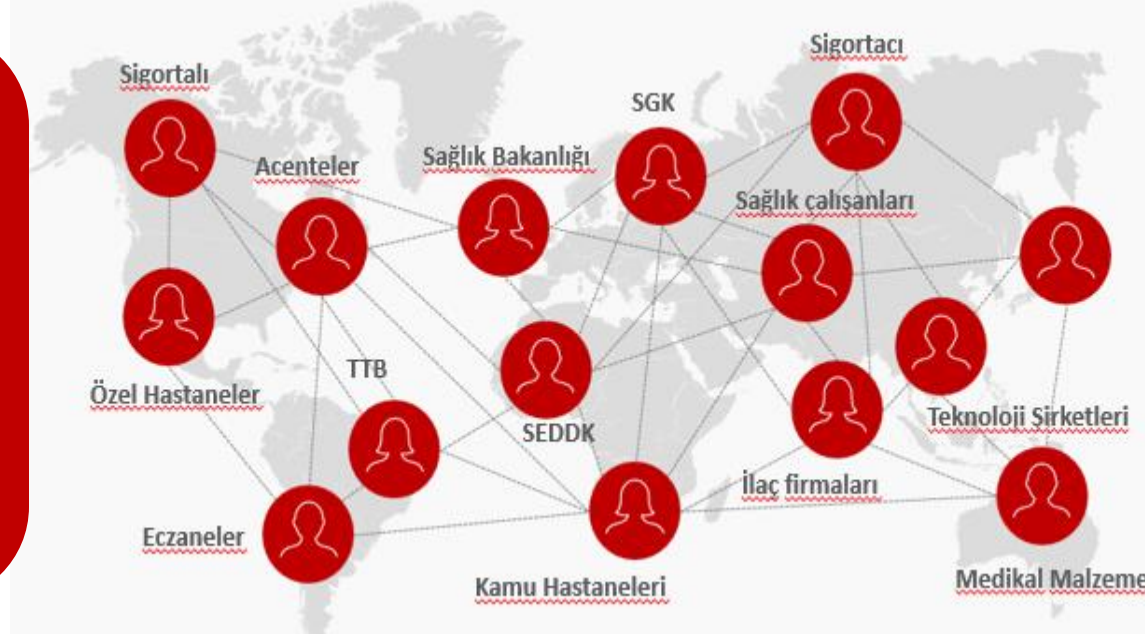 Sigortacı
Sigortalı
SGK
Acenteler
Sağlık Bakanlığı
Sağlık çalışanları
TTB
Özel Hastaneler
SEDDK
Teknoloji Şirketleri
İlaç firmaları
Eczaneler
Kamu Hastaneleri
Medikal Malzeme